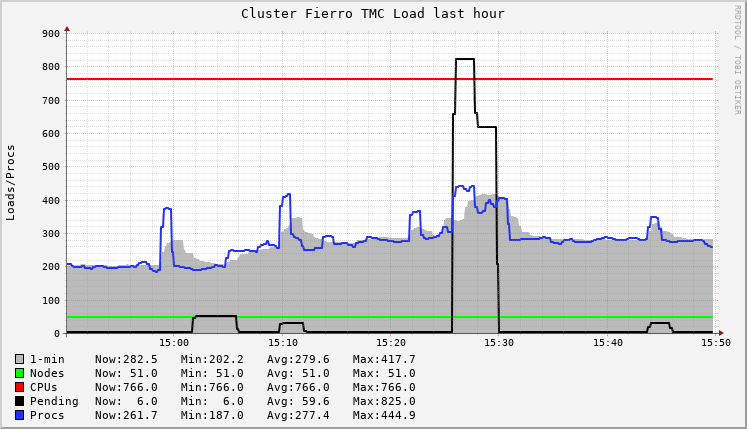 Cluster Fierro TMC Load last hour
RRDTOOL / TOBI OETIKER
Loads/Procs
900
800
700
600
500
400
300
200
100
0
15:00 15:10 15:20 15:30 15:40 15:50
1-min Now:282.5 Min:202.2 Avg:279.6 Max:417.7
Nodes Now: 51.0 Min: 51.0 Avg: 51.0 Max: 51.0
CPUs Now:766.0 Min:766.0 Avg:766.0 Max:766.0
Pending Now: 6.0 Min: 6.0 Avg: 59.6 Max:825.0
Procs Now:261.7 Min:187.0 Avg:277.4 Max:444.9